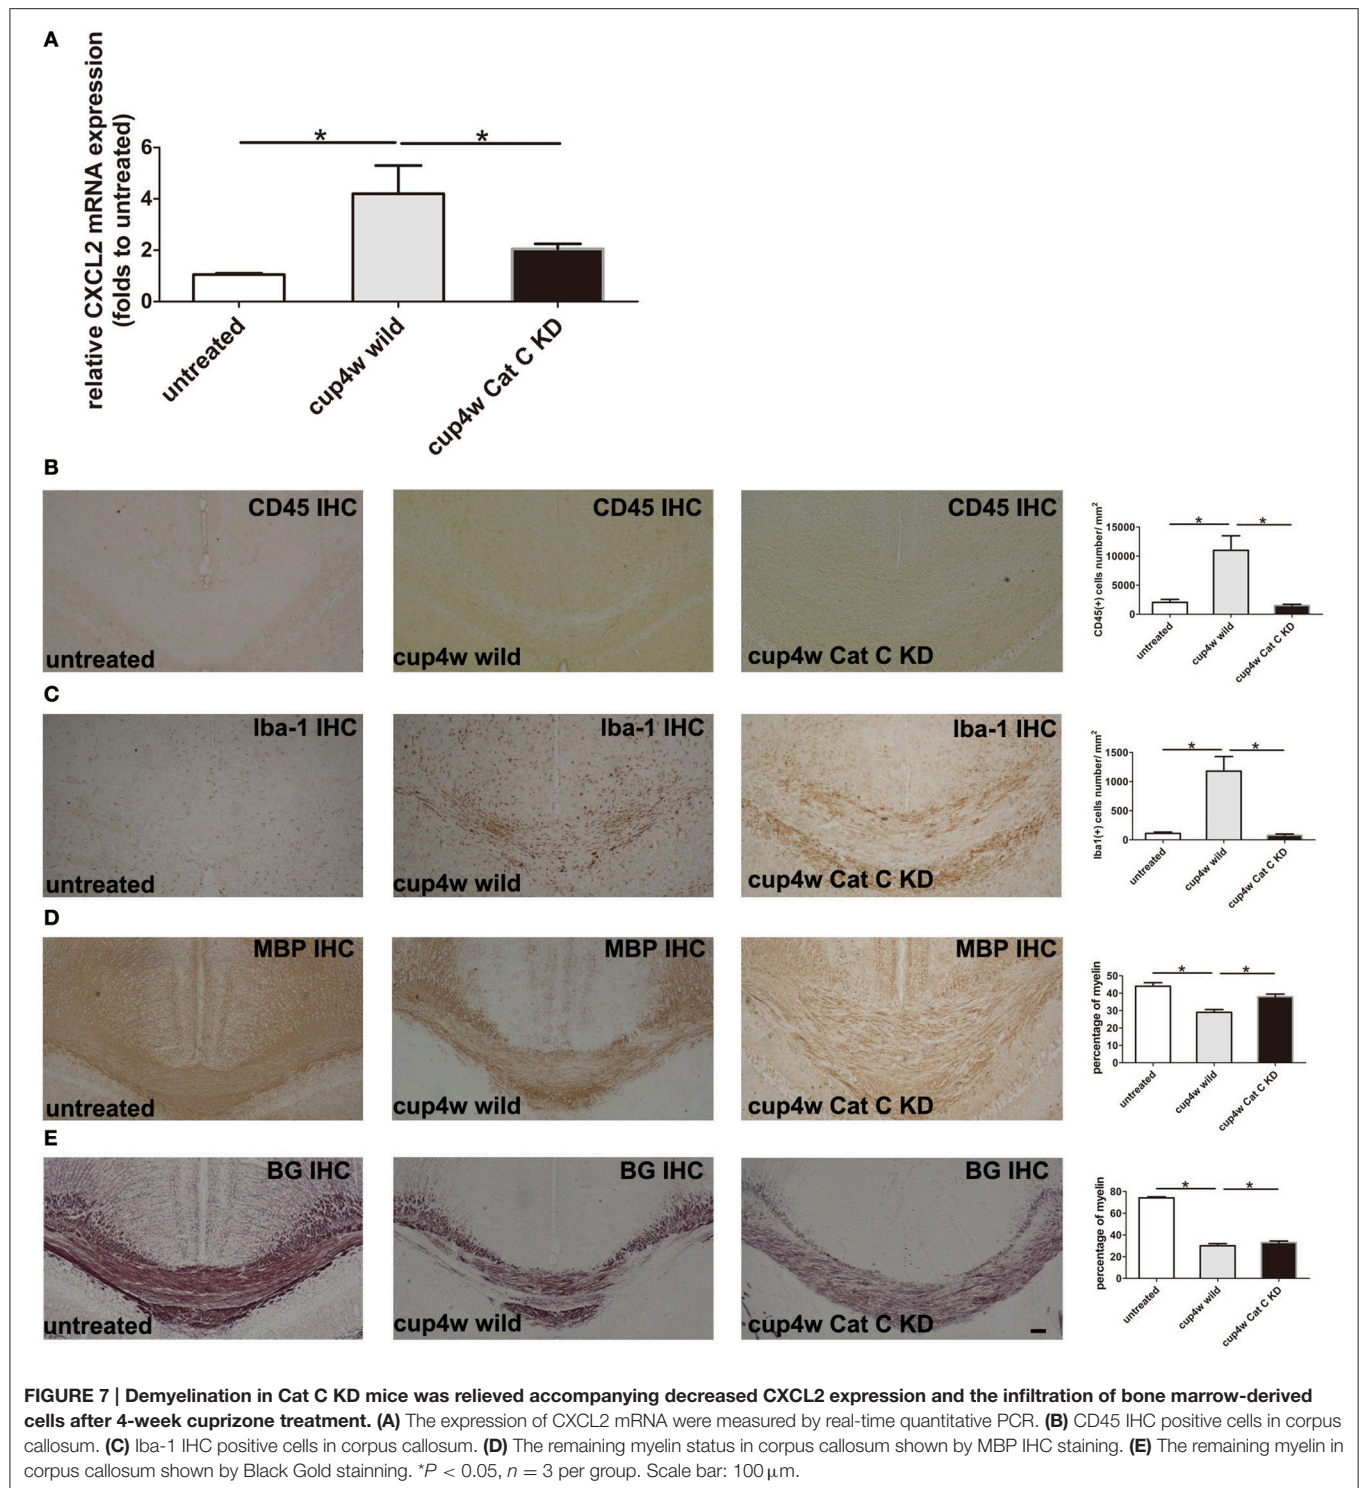 A
relative CXCL2 mRNA expression
(folds to untreated)
6
4
2
0
*
*
untreated
cup4w wild
cup4w Cat C KD
B
CD45 IHC
untreated
CD45 IHC
cup4w wild
CD45 IHC
cup4w Cat C KD
CD45(+) cells number/ mm²
15000
10000
5000
0
*
*
untreated
cup4w wild
cup4w Cat C KD
C
Iba-1 IHC
untreated
Iba-1 IHC
cup4w wild
Iba-1 IHC
cup4w Cat C KD
Iba1(+) cells number/ mm²
1500
1000
500
0
*
*
untreated
cup4w wild
cup4w Cat C KD
D
MBP IHC
untreated
MBP IHC
cup4w wild
MBP IHC
cup4w Cat C KD
percentage of myelin
50
40
30
20
10
0
*
*
untreated
cup4w wild
cup4w Cat C KD
E
BG IHC
untreated
BG IHC
cup4w wild
BG IHC
cup4w Cat C KD
percentage of myelin
80
60
40
20
0
*
*
untreated
cup4w wild
cup4w Cat C KD
FIGURE 7 | Demyelination in Cat C KD mice was relieved accompanying decreased CXCL2 expression and the infiltration of bone marrow-derived
cells after 4-week cuprizone treatment. (A) The expression of CXCL2 mRNA were measured by real-time quantitative PCR. (B) CD45 IHC positive cells in corpus
callosum. (C) Iba-1 IHC positive cells in corpus callosum. (D) The remaining myelin status in corpus callosum shown by MBP IHC staining. (E) The remaining myelin in
corpus callosum shown by Black Gold stainning. *P < 0.05, n = 3 per group. Scale bar: 100 μm.